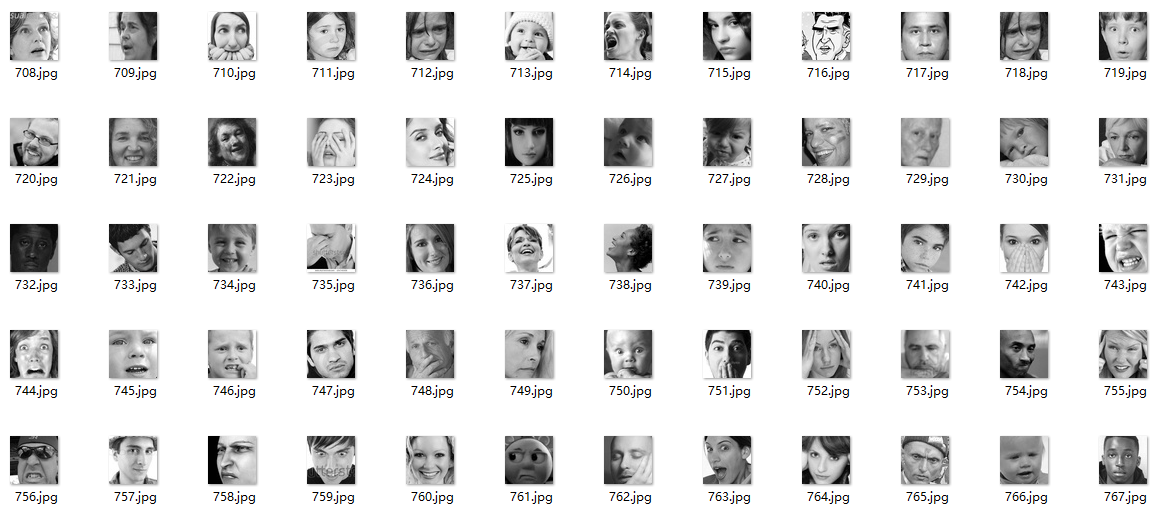 708.jpg 709.jpg 710.jpg 711.jpg 712.jpg 713.jpg 714.jpg 715.jpg 716.jpg 717.jpg 718.jpg 719.jpg
720.jpg 721.jpg 722.jpg 723.jpg 724.jpg 725.jpg 726.jpg 727.jpg 728.jpg 729.jpg 730.jpg 731.jpg
732.jpg 733.jpg 734.jpg 735.jpg 736.jpg 737.jpg 738.jpg 739.jpg 740.jpg 741.jpg 742.jpg 743.jpg
744.jpg 745.jpg 746.jpg 747.jpg 748.jpg 749.jpg 750.jpg 751.jpg 752.jpg 753.jpg 754.jpg 755.jpg
756.jpg 757.jpg 758.jpg 759.jpg 760.jpg 761.jpg 762.jpg 763.jpg 764.jpg 765.jpg 766.jpg 767.jpg